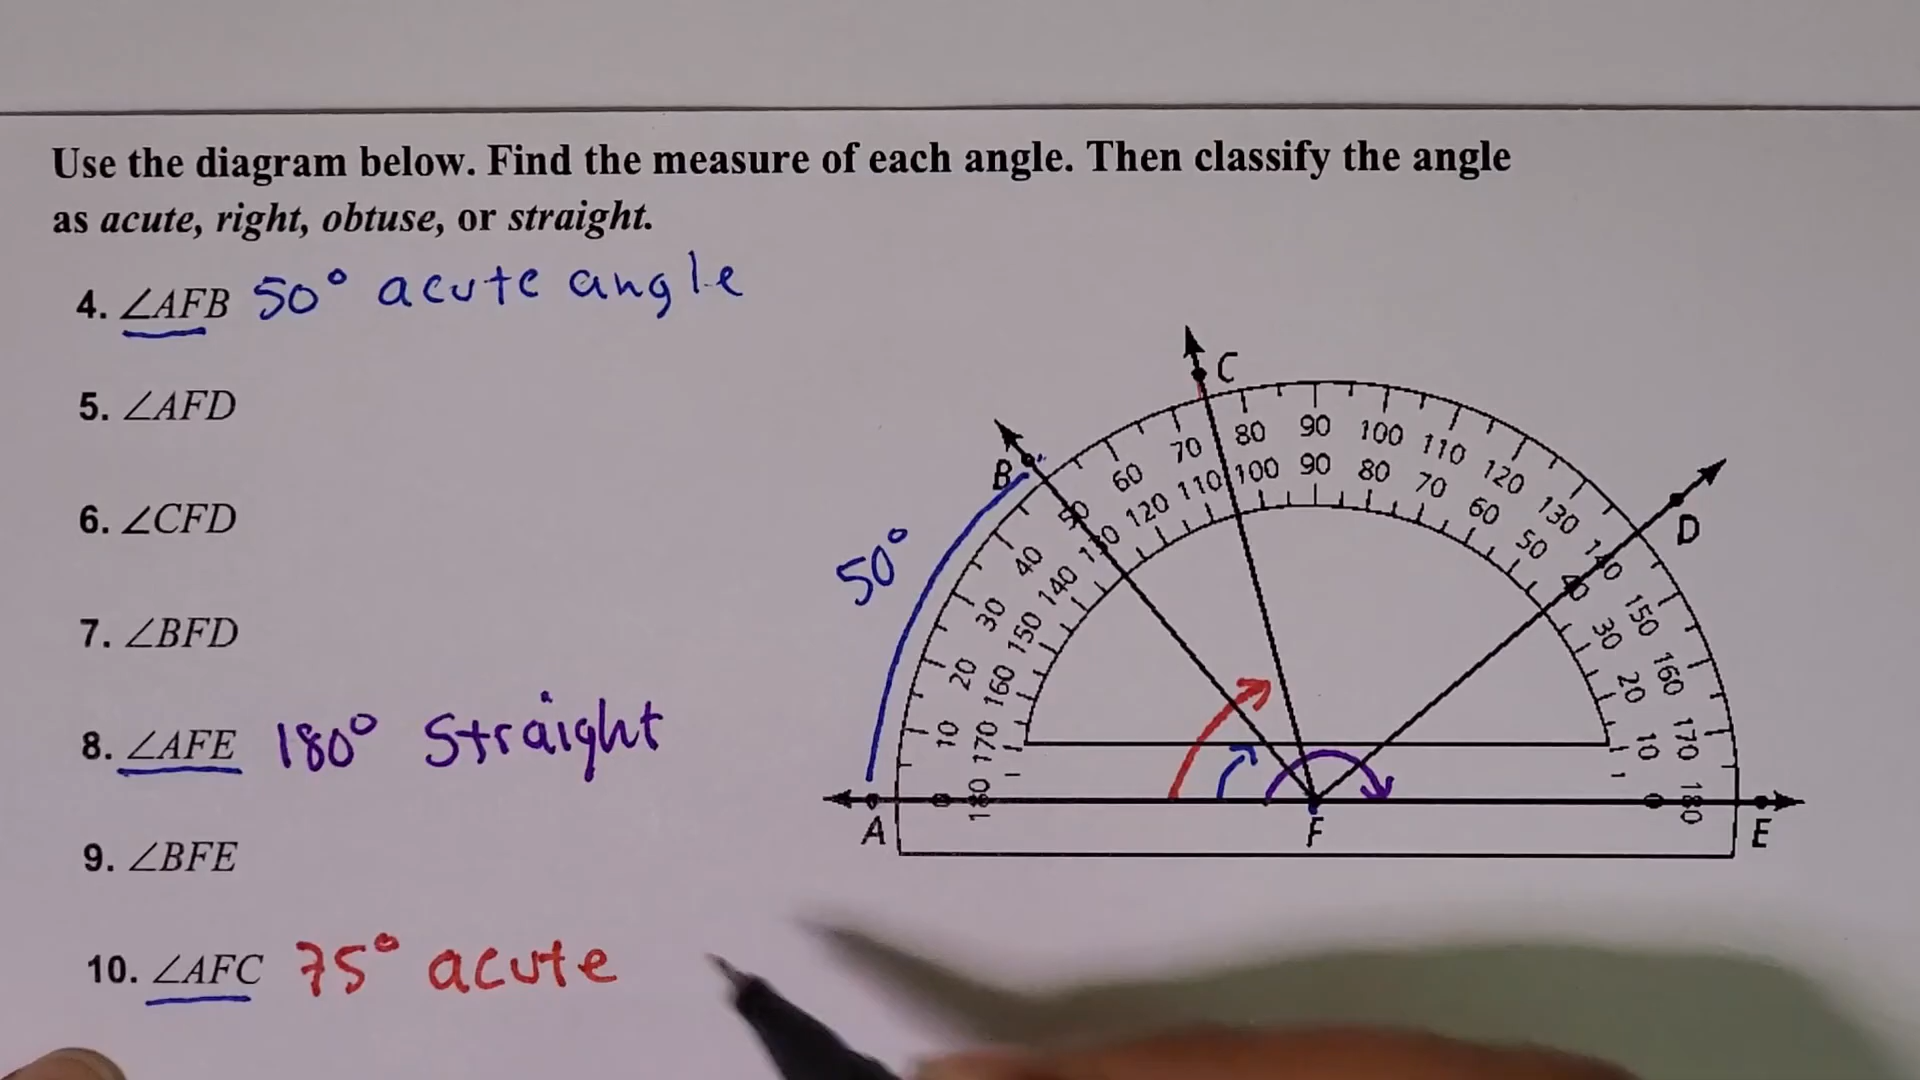 Use the diagram below. Find the measure of each angle. Then classify the angle
as acute, right, obtuse, or straight.
4. ∠AFB 50° acute angle
5. ∠AFD
6. ∠CFD
7. ∠BFD
8. ∠AFE 180° Straight
9. ∠BFE
10. ∠AFC 75° acute
C
B
D
50°
10 20 30 40 50 60 70 80 90 100 110 120 130 140 150 160 170 180
180 170 160 150 140 130 120 110 100 90 80 70 60 50 40 30 20 10
A F E